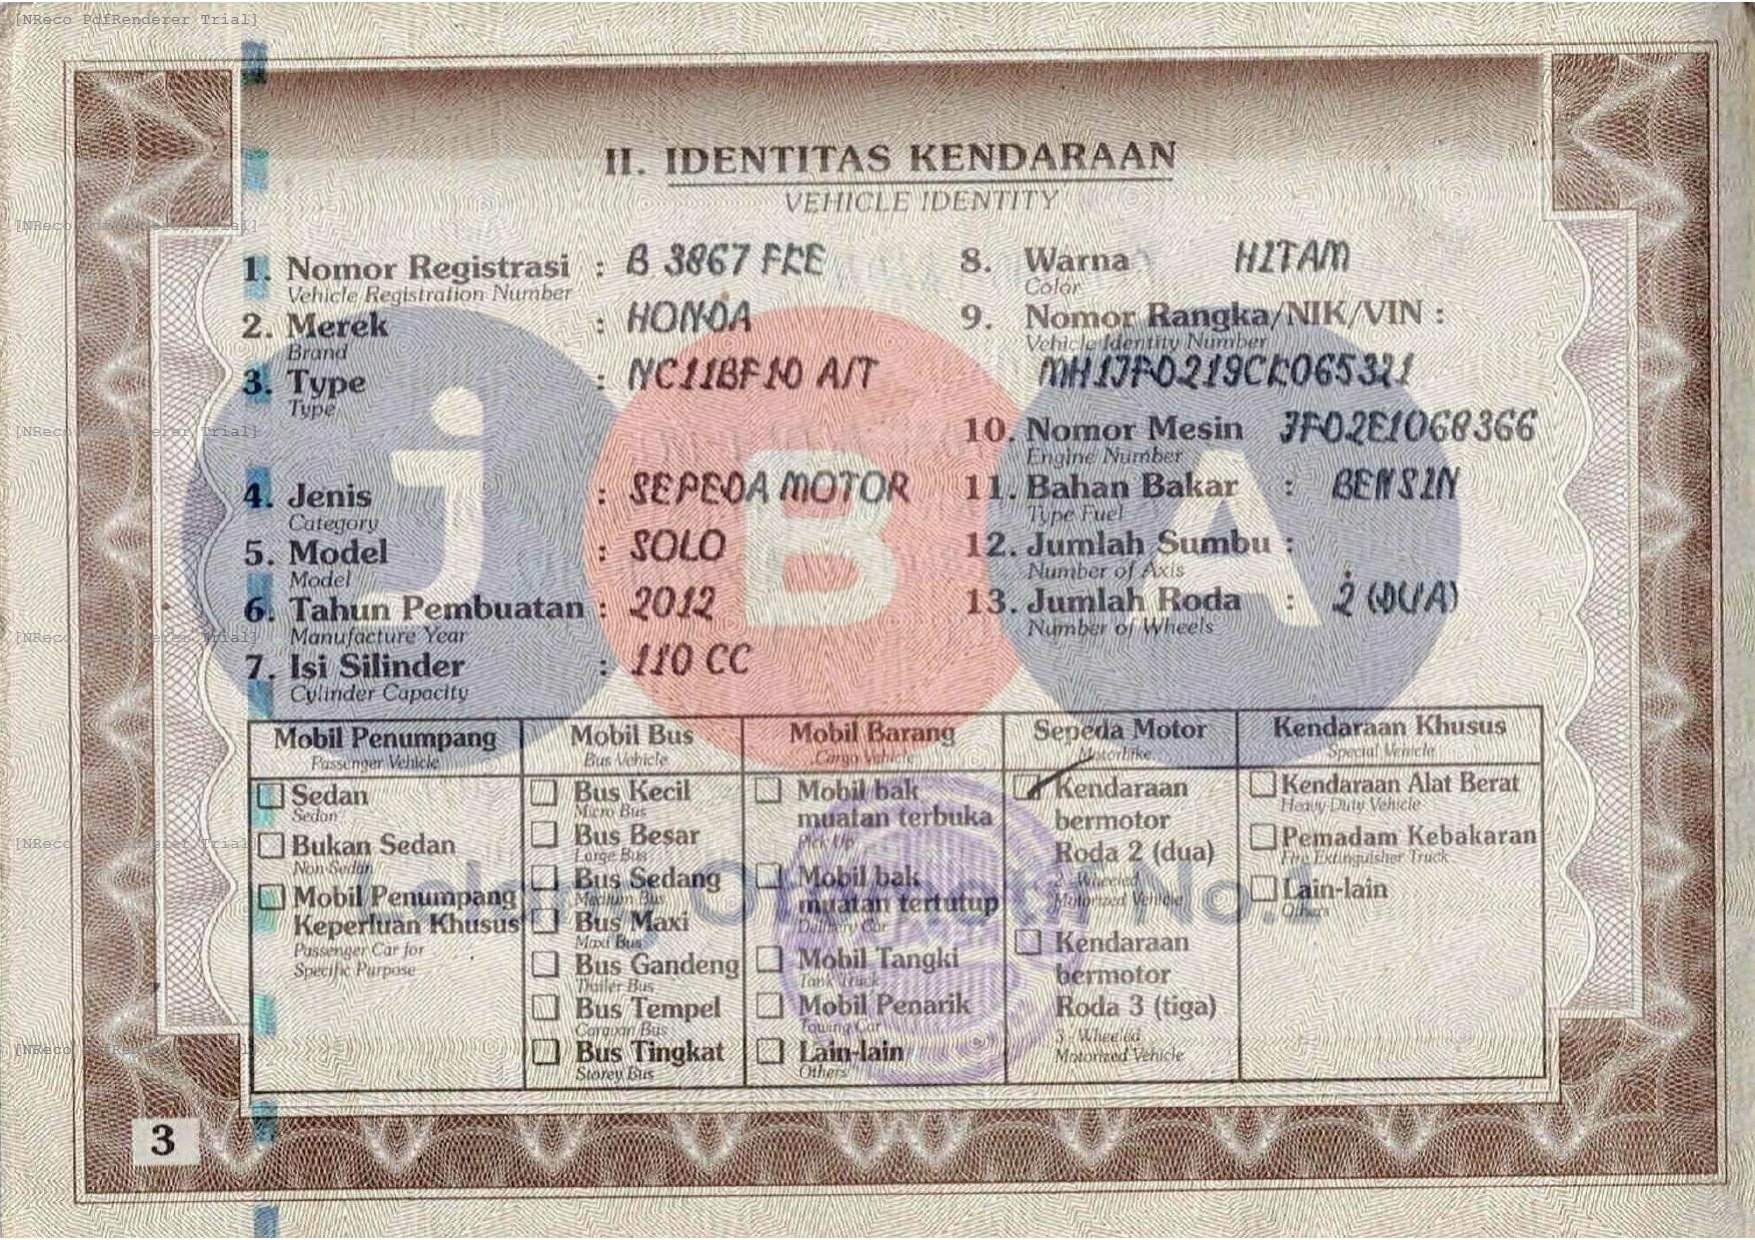 [NReco PdfRenderer Trial]
II. IDENTITAS KENDARAAN
VEHICLE IDENTITY
1. Nomor Registrasi : B 3867 FKE
Vehicle Registration Number
2. Merek : HONDA
Brand
3. Type : NC11BF10 A/T
Type
4. Jenis : SEPEDA MOTOR
Category
5. Model : SOLO
Model
6. Tahun Pembuatan : 2012
Manufacture Year
7. Isi Silinder : 110 CC
Cylinder Capacity
8. Warna HITAM
Color
9. Nomor Rangka/NIK/VIN :
Vehicle Identity Number
MH1JFD219CK065321
10. Nomor Mesin JFD2E1068366
Engine Number
11. Bahan Bakar : BENSIN
Type Fuel
12. Jumlah Sumbu :
Number of Axis
13. Jumlah Roda : 2 (DUA)
Number of Wheels
jBA
Mobil Penumpang
Passenger Vehicle
Sedan
Sedan
Bukan Sedan
Non Sedan
Mobil Penumpang
Keperluan Khusus
Passenger Car for
Specific Purpose
Mobil Bus
Bus Vehicle
Bus Kecil
Micro Bus
Bus Besar
Large Bus
Bus Sedang
Medium Bus
Bus Maxi
Maxi Bus
Bus Gandeng
Trailer Bus
Bus Tempel
Caravan Bus
Bus Tingkat
Storey Bus
Mobil Barang
Cargo Vehicle
Mobil bak
muatan terbuka
Pick Up
Mobil bak
muatan tertutup
Delivery Car
Mobil Tangki
Tank Truck
Mobil Penarik
Towing Car
Lain-lain
Others
Sepeda Motor
Motorbike
Kendaraan
bermotor
Roda 2 (dua)
2 Wheeled
Motorized Vehicle
Kendaraan
bermotor
Roda 3 (tiga)
3 Wheeled
Motorized Vehicle
Kendaraan Khusus
Special Vehicle
Kendaraan Alat Berat
Heavy Duty Vehicle
Pemadam Kebakaran
Fire Extinguisher Truck
Lain-lain
Others
No.1
3